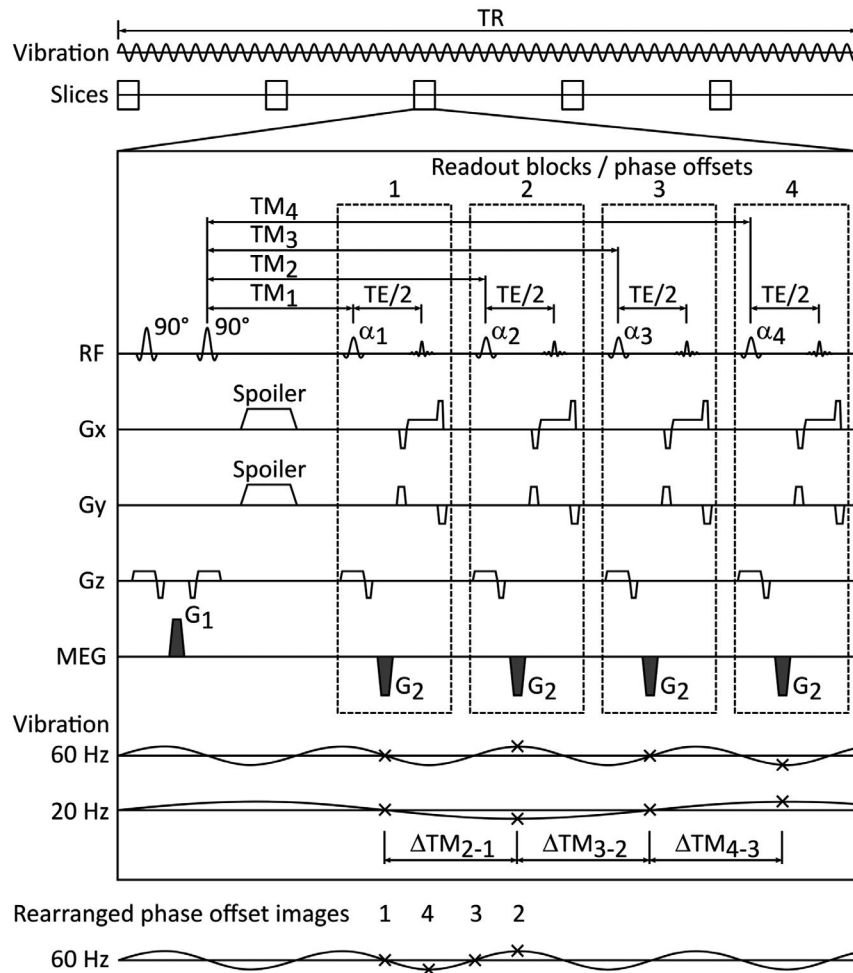 TR
Vibration
Slices
Readout blocks / phase offsets
1 2 3 4
TM4
TM3
TM2
TM1 TE/2 TE/2 TE/2 TE/2
90° 90° α1 α2 α3 α4
RF
Spoiler
Gx
Spoiler
Gy
Gz
G1
MEG
G2 G2 G2 G2
Vibration
60 Hz
20 Hz
ΔTM2-1 ΔTM3-2 ΔTM4-3
Rearranged phase offset images 1 4 3 2
60 Hz